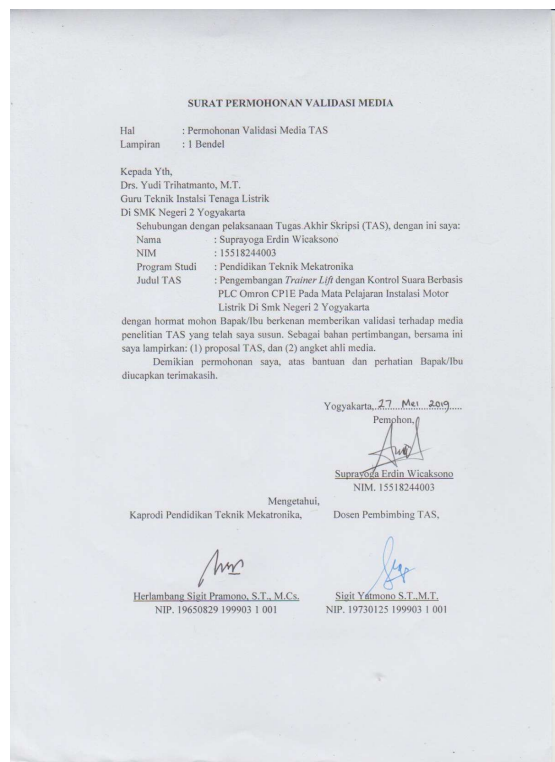 SURAT PERMOHONAN VALIDASI MEDIA
Hal : Permohonan Validasi Media TAS
Lampiran : 1 Bendel
Kepada Yth,
Drs. Yudi Trihatmanto, M.T.
Guru Teknik Instalsi Tenaga Listrik
Di SMK Negeri 2 Yogyakarta
Sehubungan dengan pelaksanaan Tugas Akhir Skripsi (TAS), dengan ini saya:
Nama : Suprayoga Erdin Wicaksono
NIM : 15518244003
Program Studi : Pendidikan Teknik Mekatronika
Judul TAS : Pengembangan Trainer Lift dengan Kontrol Suara Berbasis
PLC Omron CP1E Pada Mata Pelajaran Instalasi Motor
Listrik Di Smk Negeri 2 Yogyakarta
dengan hormat mohon Bapak/Ibu berkenan memberikan validasi terhadap media
penelitian TAS yang telah saya susun. Sebagai bahan pertimbangan, bersama ini
saya lampirkan: (1) proposal TAS, dan (2) angket ahli media.
Demikian permohonan saya, atas bantuan dan perhatian Bapak/Ibu
diucapkan terimakasih.
Yogyakarta, 27 Mei 2019
Pemohon,
Suprayoga Erdin Wicaksono
NIM. 15518244003
Mengetahui,
Kaprodi Pendidikan Teknik Mekatronika, Dosen Pembimbing TAS,
Herlambang Sigit Pramono, S.T., M.Cs. Sigit Yatmono S.T.,M.T.
NIP. 19650829 199903 1 001 NIP. 19730125 199903 1 001